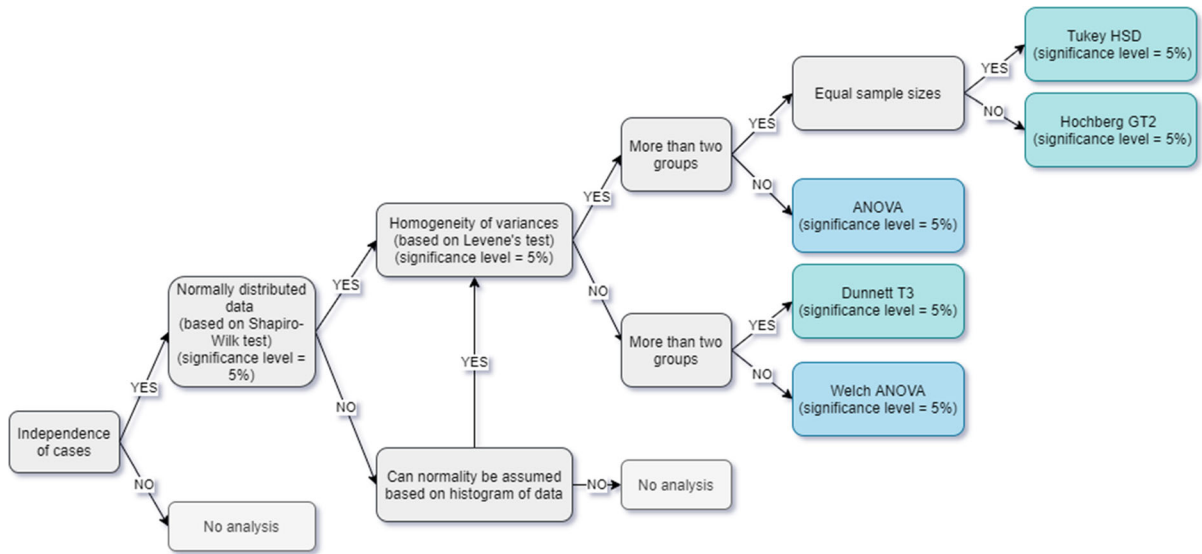 Tukey HSD
(significance level = 5%)
YES
Equal sample sizes
NO
Hochberg GT2
(significance level = 5%)
YES
More than two
groups
NO
ANOVA
(significance level = 5%)
YES
Homogeneity of variances
(based on Levene's test)
(significance level = 5%)
NO
Dunnett T3
(significance level = 5%)
YES
More than two
groups
NO
Welch ANOVA
(significance level = 5%)
YES
Normally distributed
data
(based on Shapiro-
Wilk test)
(significance level =
5%)
YES
NO
YES
Independence
of cases
NO
Can normality be assumed
based on histogram of data
NO
No analysis
No analysis